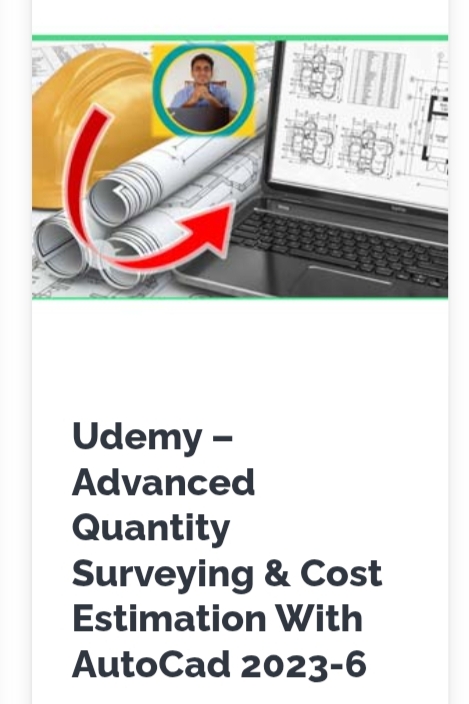 Udemy –
Advanced
Quantity
Surveying & Cost
Estimation With
AutoCad 2023-6